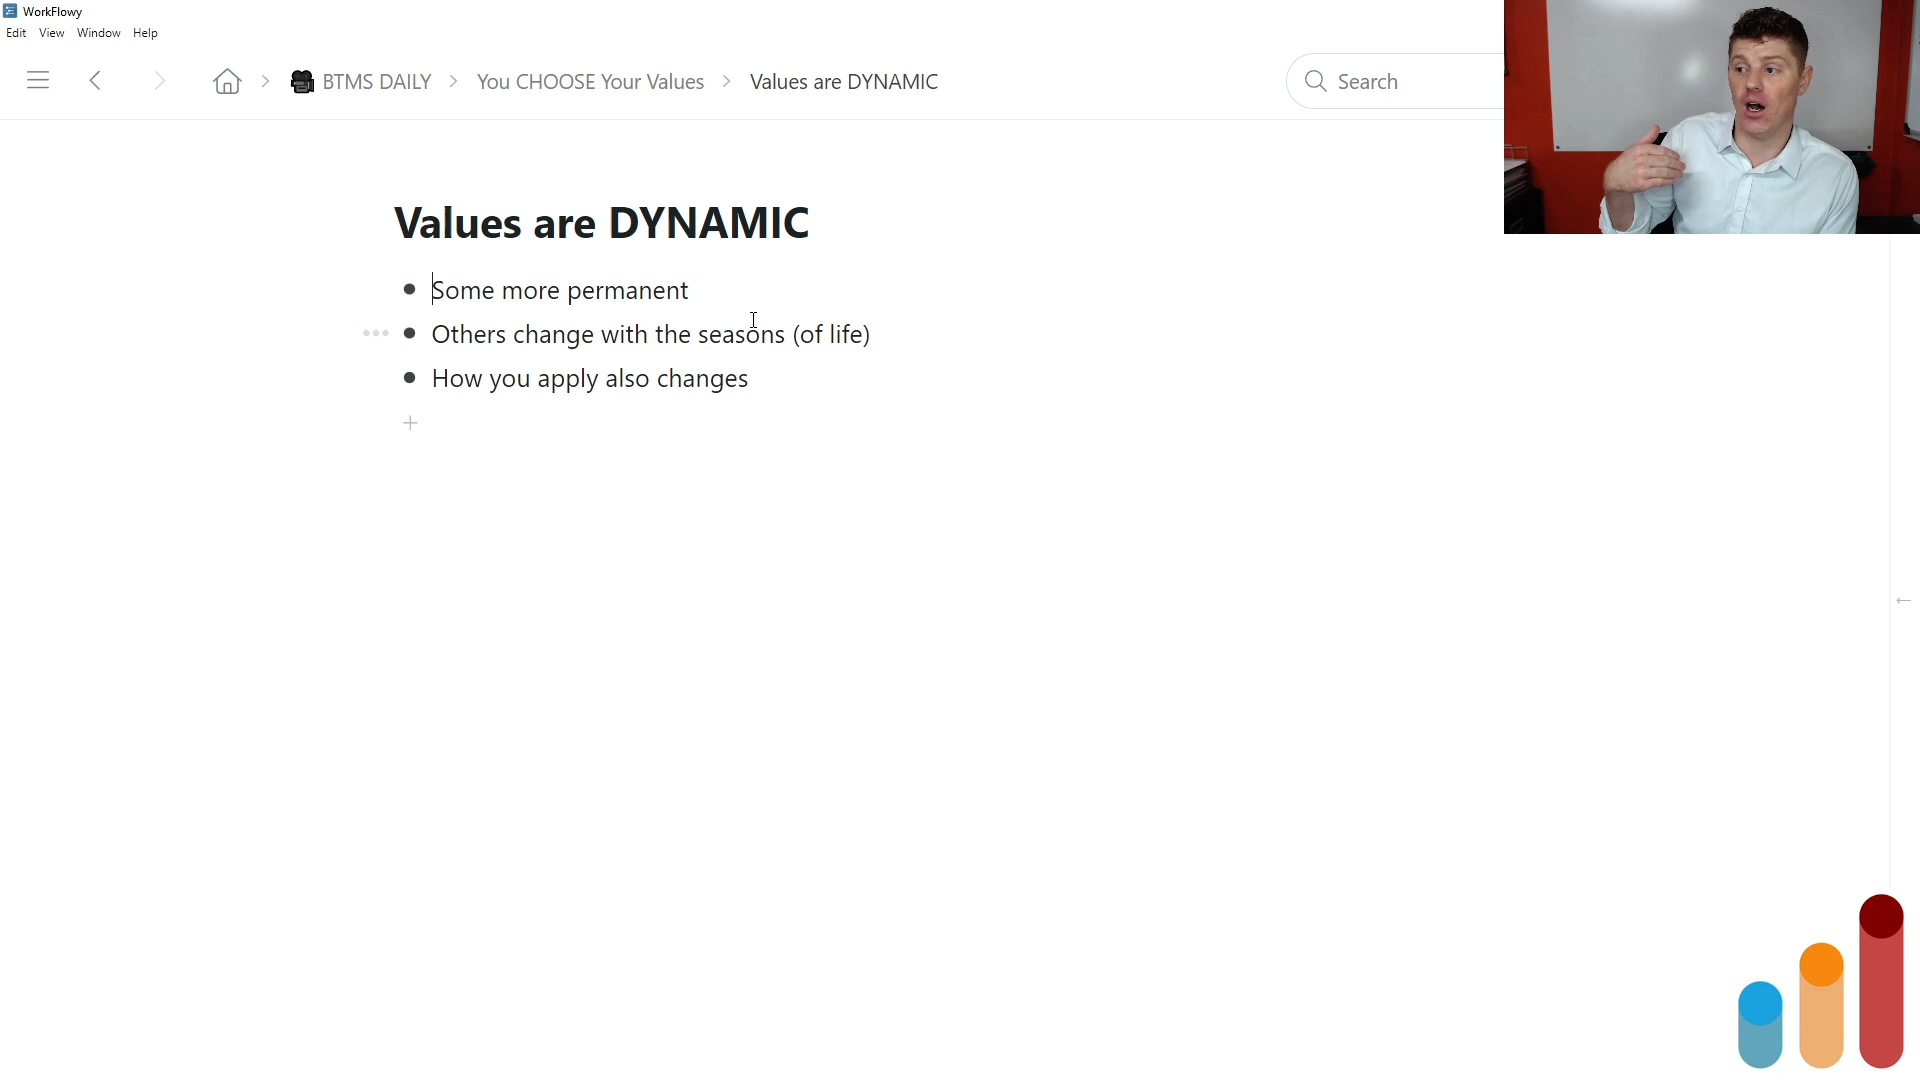 WorkFlowy
Edit View Window Help
BTMS DAILY > You CHOOSE Your Values > Values are DYNAMIC
Search
Values are DYNAMIC
Some more permanent
Others change with the seasons (of life)
How you apply also changes